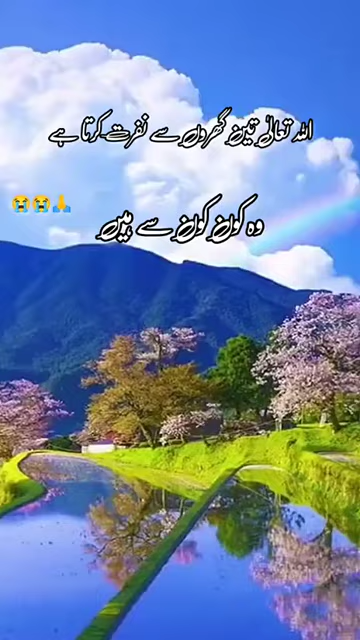 اللہ تعالیٰ تین گھروں سے نفرت کرتا ہے
😭😭🙏
وہ کون کون سے ہیں